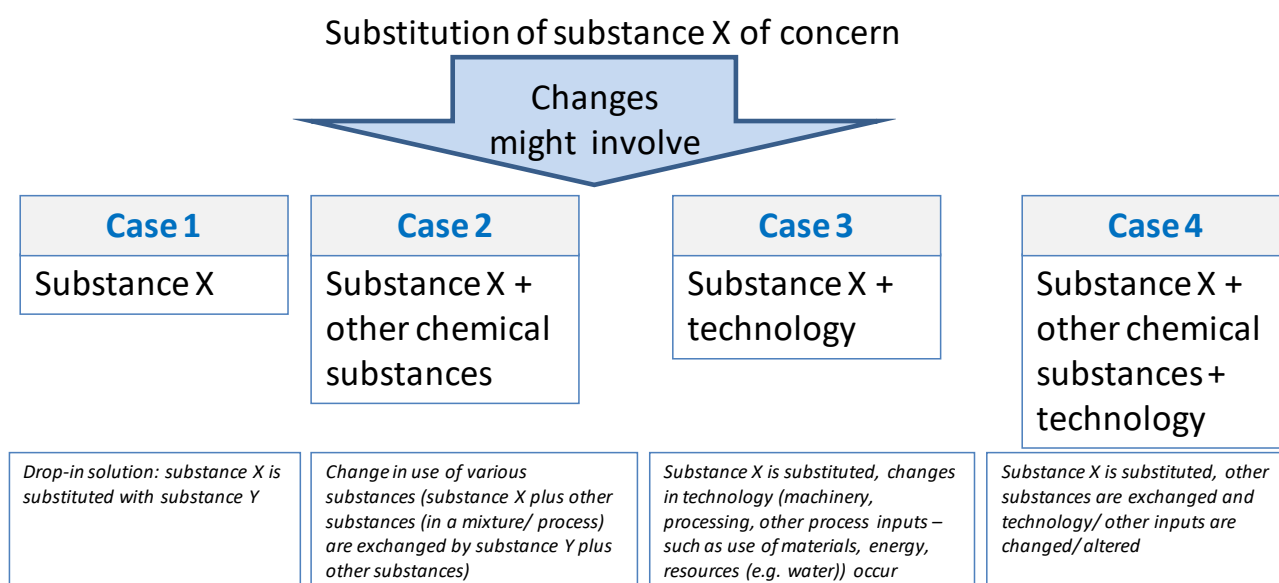 Substitution of substance X of concern
Changes
might involve
Case 1
Substance X
Case 2
Substance X +
other chemical
substances
Case 3
Substance X +
technology
Case 4
Substance X +
other chemical
substances +
technology
Drop-in solution: substance X is
substituted with substance Y
Change in use of various
substances (substance X plus other
substances (in a mixture/ process)
are exchanged by substance Y plus
other substances)
Substance X is substituted, changes
in technology (machinery,
processing, other process inputs –
such as use of materials, energy,
resources (e.g. water)) occur
Substance X is substituted, other
substances are exchanged and
technology/ other inputs are
changed/ altered